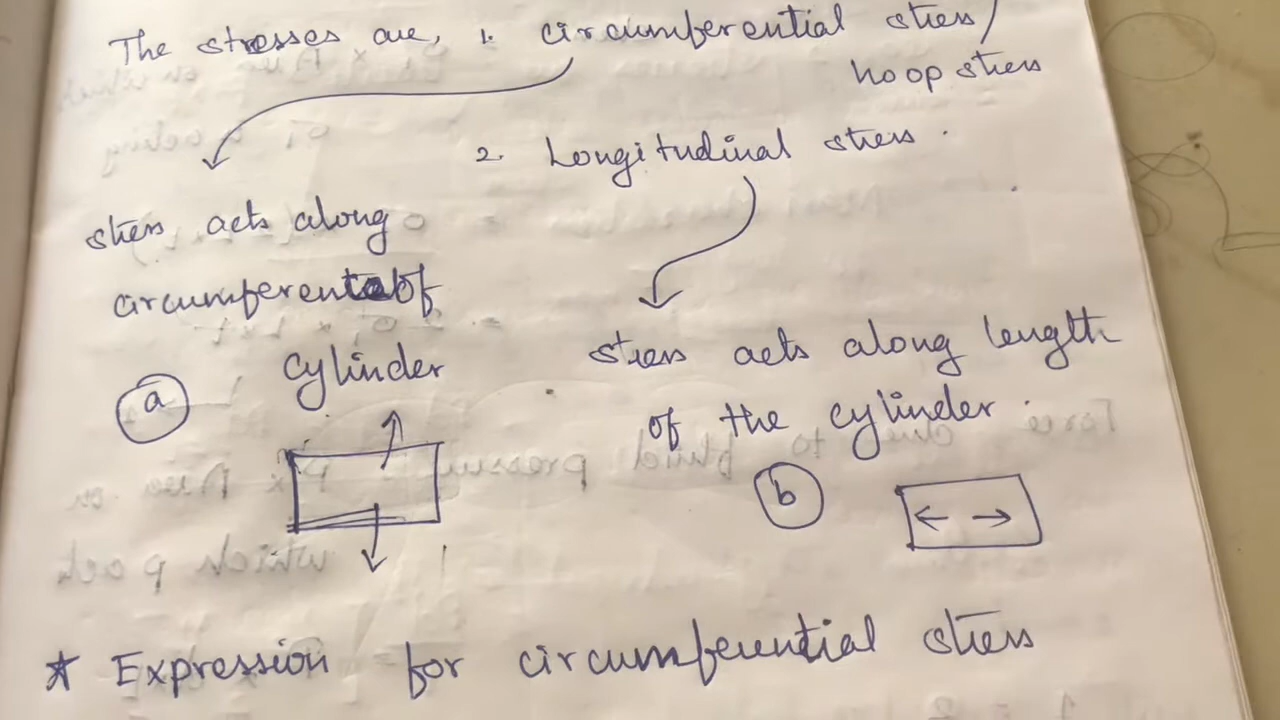 The stresses are, 1. circumferential stress/
hoop stress
2. Longitudinal stress.
stress acts along
circumference of
cylinder
a
stress acts along length
of the cylinder.
b
* Expression for circumferential stress